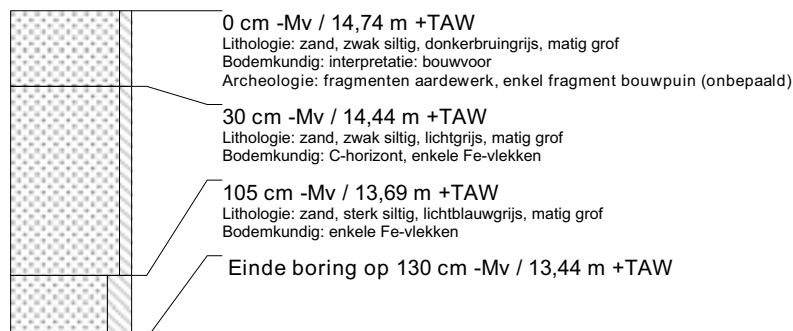 0 cm -Mv / 14,74 m +TAW
Lithologie: zand, zwak siltig, donkerbruingrijs, matig grof
Bodemkundig: interpretatie: bouwvoor
Archeologie: fragmenten aardewerk, enkel fragment bouwpuin (onbepaald)
30 cm -Mv / 14,44 m +TAW
Lithologie: zand, zwak siltig, lichtgrijs, matig grof
Bodemkundig: C-horizont, enkele Fe-vlekken
105 cm -Mv / 13,69 m +TAW
Lithologie: zand, sterk siltig, lichtblauwgrijs, matig grof
Bodemkundig: enkele Fe-vlekken
Einde boring op 130 cm -Mv / 13,44 m +TAW